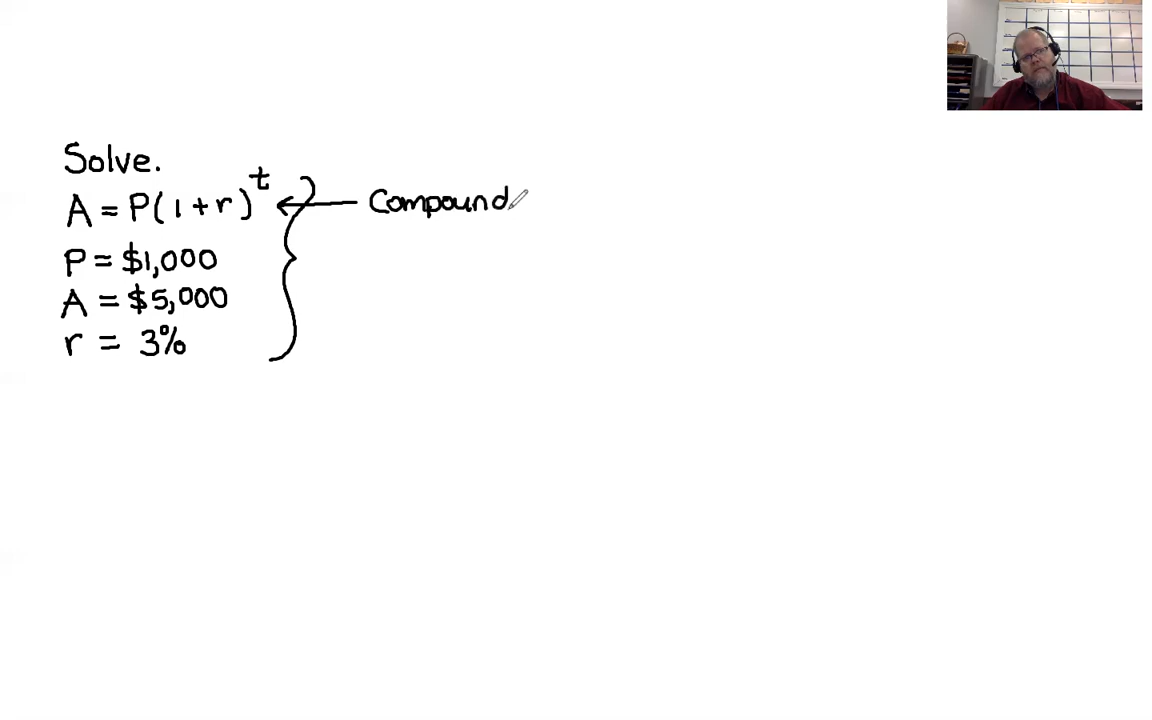 Solve.
A = P(1+r)^t ← Compound
P = $1,000
A = $5,000
r = 3%